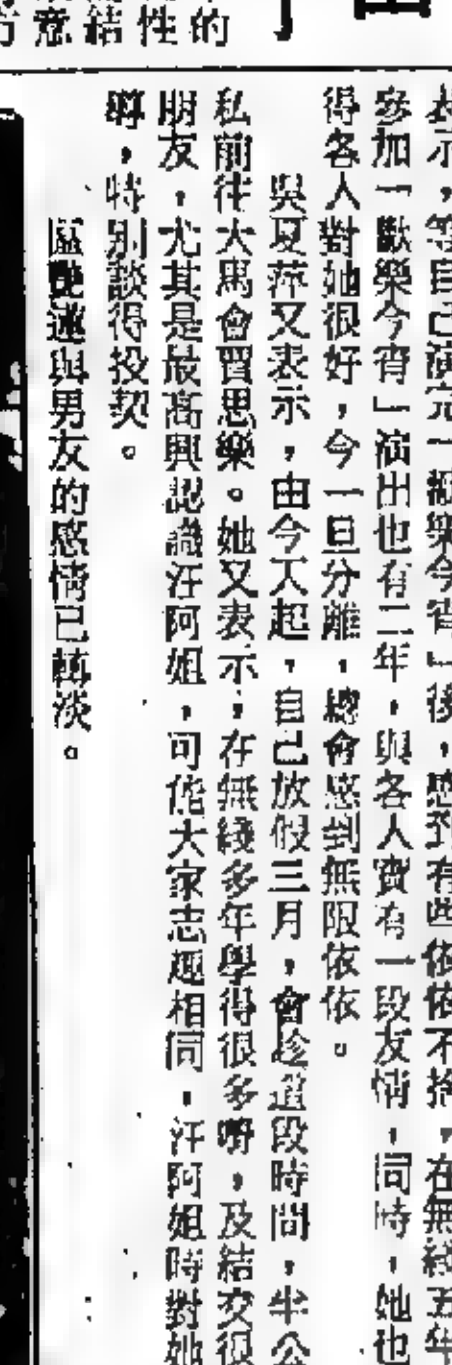 表示，等自己演完「歡樂今宵」後，感到有些依依不捨，在無綫五年
參加「歡樂今宵」演出也有二年，與各人實有一段友情，同時，她也
得各人對她很好，今一旦分離，總會感到無限依依。
吳夏萍又表示，由今天起，自己放假三月，會趁這段時間，半公
私前往大馬會晤思樂。她又表示，在無綫多年學得很多嘢，及結交很
朋友，尤其是最高興認識汪阿姐，可能大家志趣相同，汪阿姐時對她
導，特別談得投契。
區艷蓮與男友的感情已轉淡。
意結性的